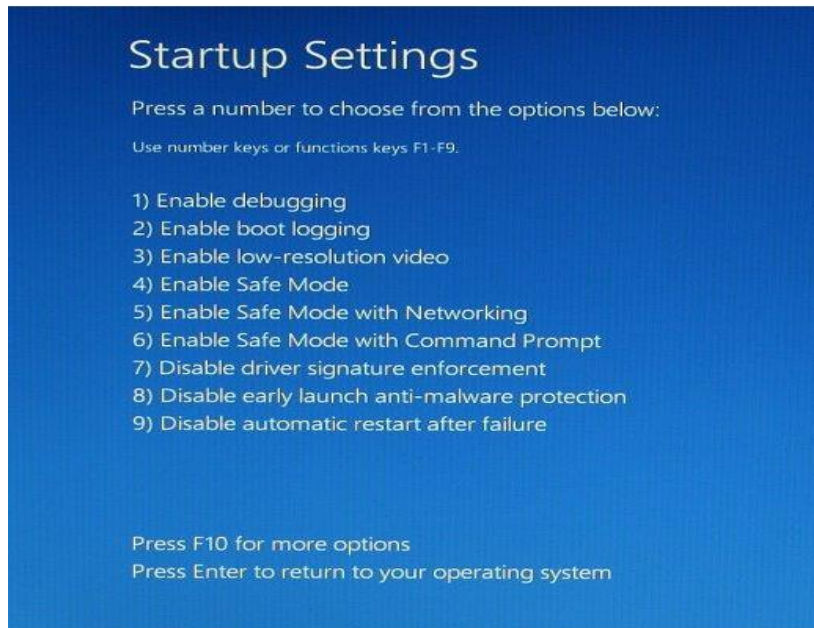 Startup Settings
Press a number to choose from the options below:
Use number keys or functions keys F1-F9.
1) Enable debugging
2) Enable boot logging
3) Enable low-resolution video
4) Enable Safe Mode
5) Enable Safe Mode with Networking
6) Enable Safe Mode with Command Prompt
7) Disable driver signature enforcement
8) Disable early launch anti-malware protection
9) Disable automatic restart after failure
Press F10 for more options
Press Enter to return to your operating system